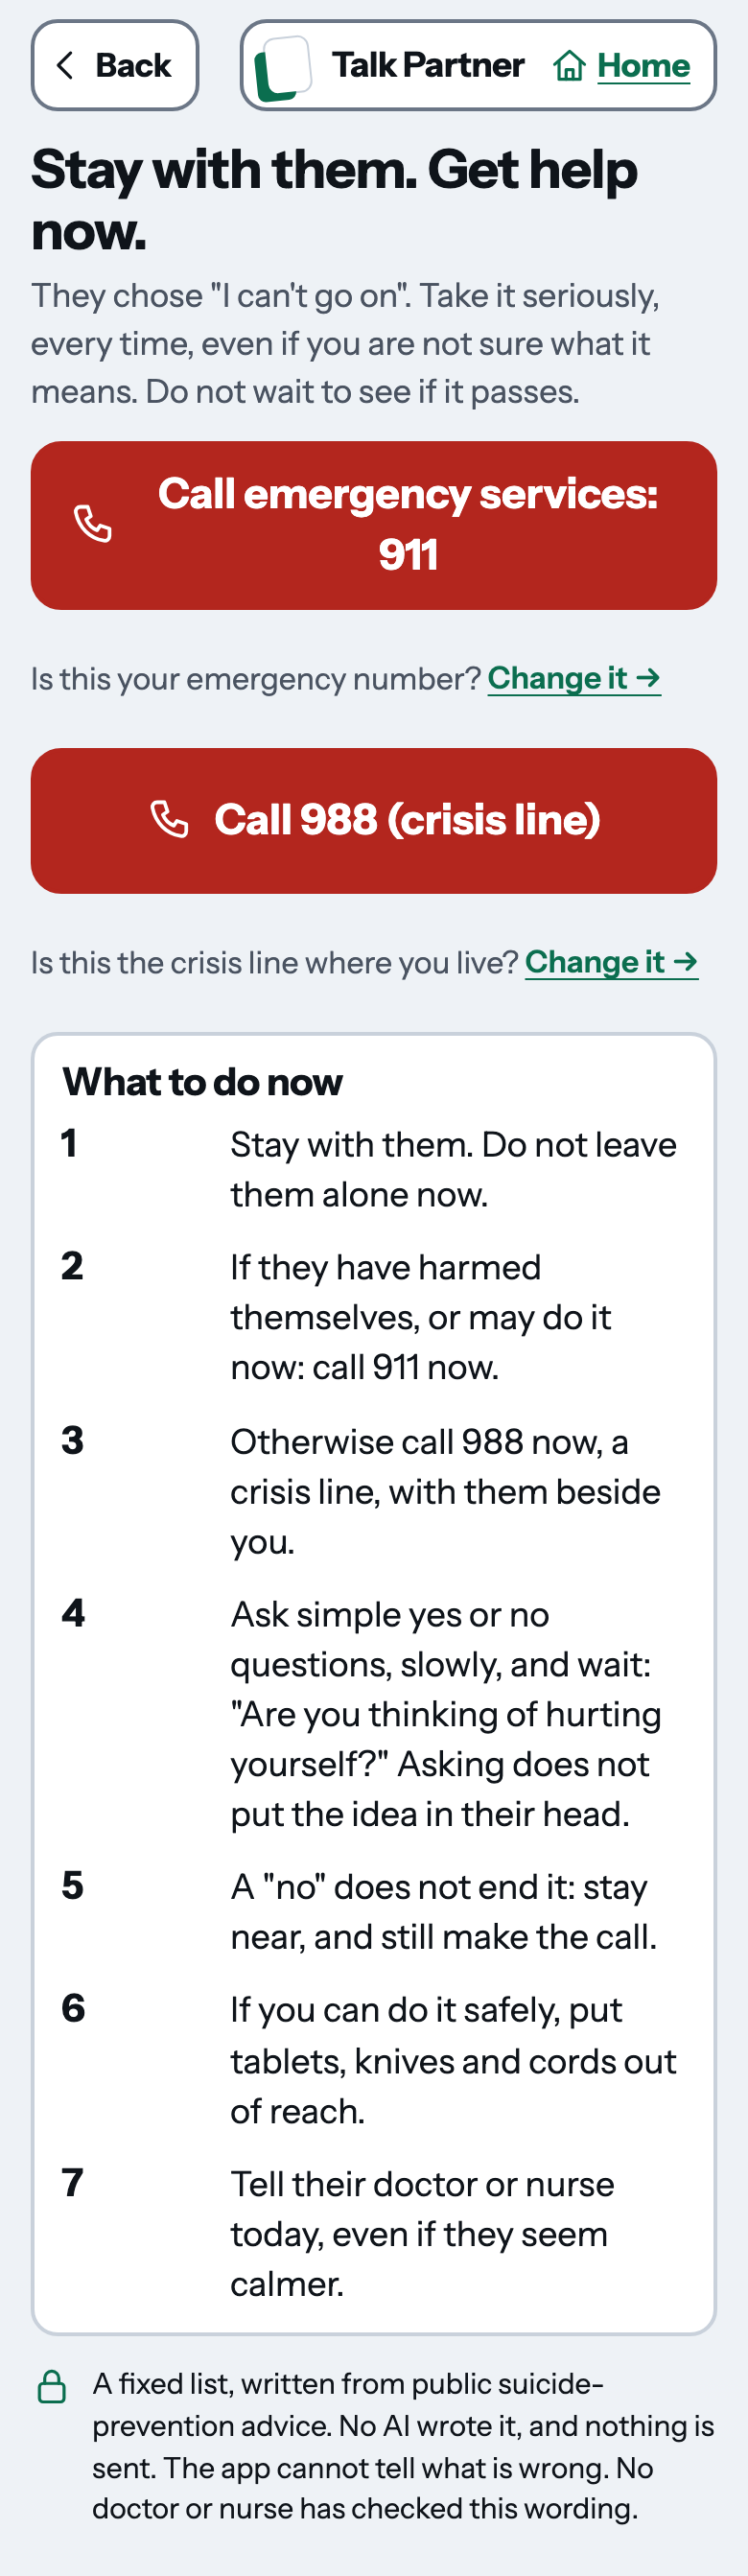 Back
Talk Partner
Home
Stay with them. Get help
now.
They chose "I can't go on". Take it seriously,
every time, even if you are not sure what it
means. Do not wait to see if it passes.
Call emergency services:
911
Is this your emergency number? Change it →
Call 988 (crisis line)
Is this the crisis line where you live? Change it →
What to do now
1 Stay with them. Do not leave
them alone now.
2 If they have harmed
themselves, or may do it
now: call 911 now.
3 Otherwise call 988 now, a
crisis line, with them beside
you.
4 Ask simple yes or no
questions, slowly, and wait:
"Are you thinking of hurting
yourself?" Asking does not
put the idea in their head.
5 A "no" does not end it: stay
near, and still make the call.
6 If you can do it safely, put
tablets, knives and cords out
of reach.
7 Tell their doctor or nurse
today, even if they seem
calmer.
A fixed list, written from public suicide-
prevention advice. No AI wrote it, and nothing is
sent. The app cannot tell what is wrong. No
doctor or nurse has checked this wording.